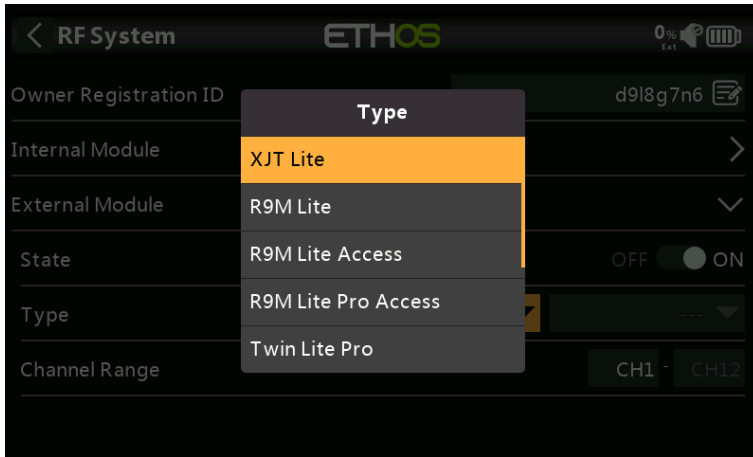 RF System ETHOS 0% Ext
Owner Registration ID d9l8g7n6
Type
Internal Module
XJT Lite
External Module
R9M Lite
State
R9M Lite Access
OFF ON
Type
R9M Lite Pro Access
---
Twin Lite Pro
Channel Range CH1 - CH12